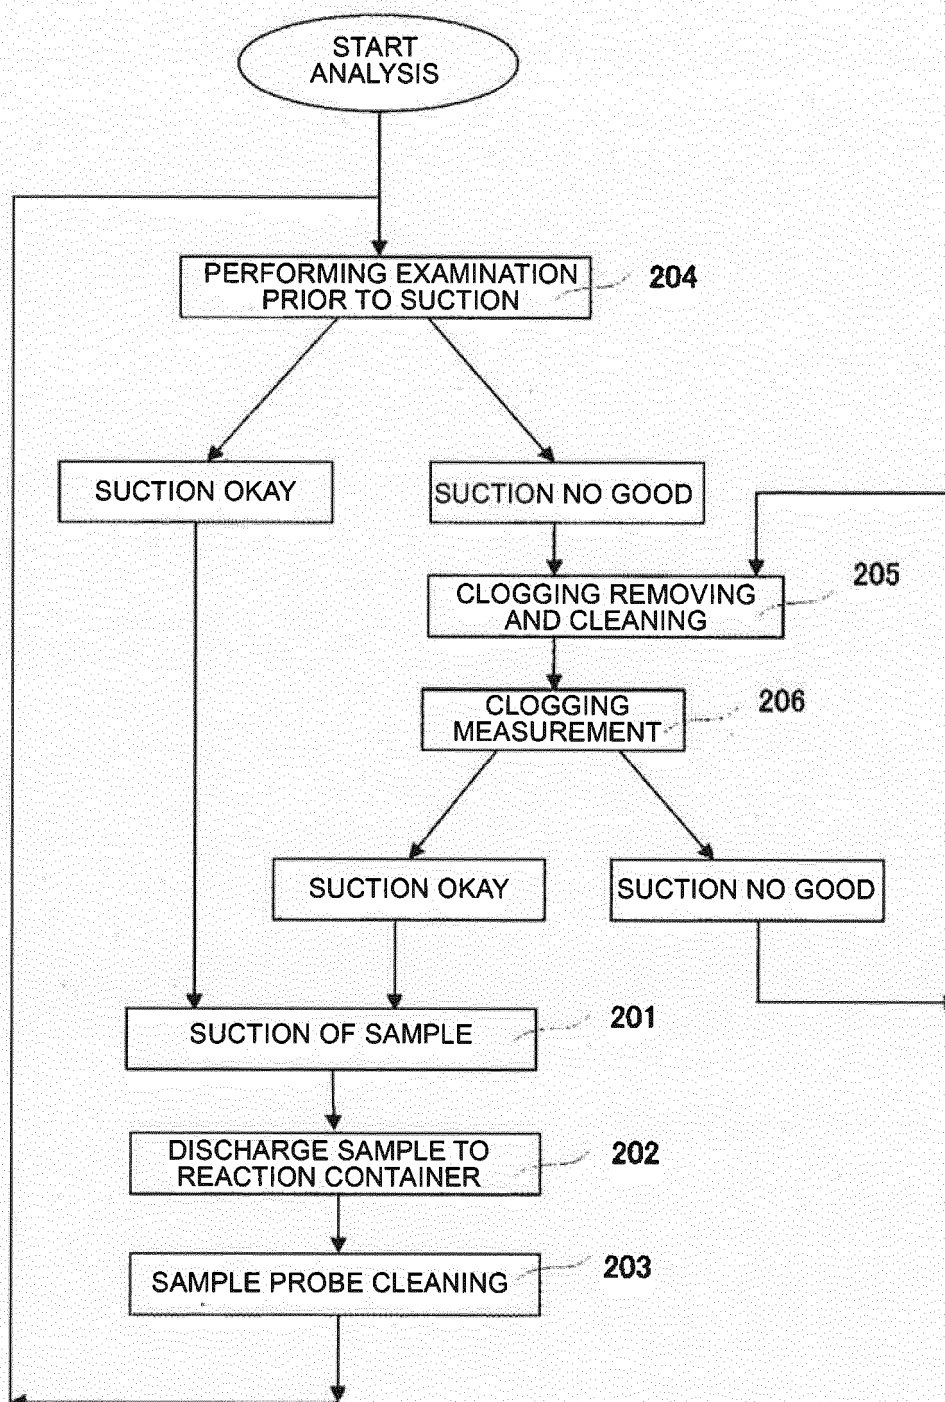 START
ANALYSIS
PERFORMING EXAMINATION
PRIOR TO SUCTION
204
SUCTION OKAY
SUCTION NO GOOD
CLOGGING REMOVING
AND CLEANING
205
CLOGGING
MEASUREMENT
206
SUCTION OKAY
SUCTION NO GOOD
SUCTION OF SAMPLE
201
DISCHARGE SAMPLE TO
REACTION CONTAINER
202
SAMPLE PROBE CLEANING
203